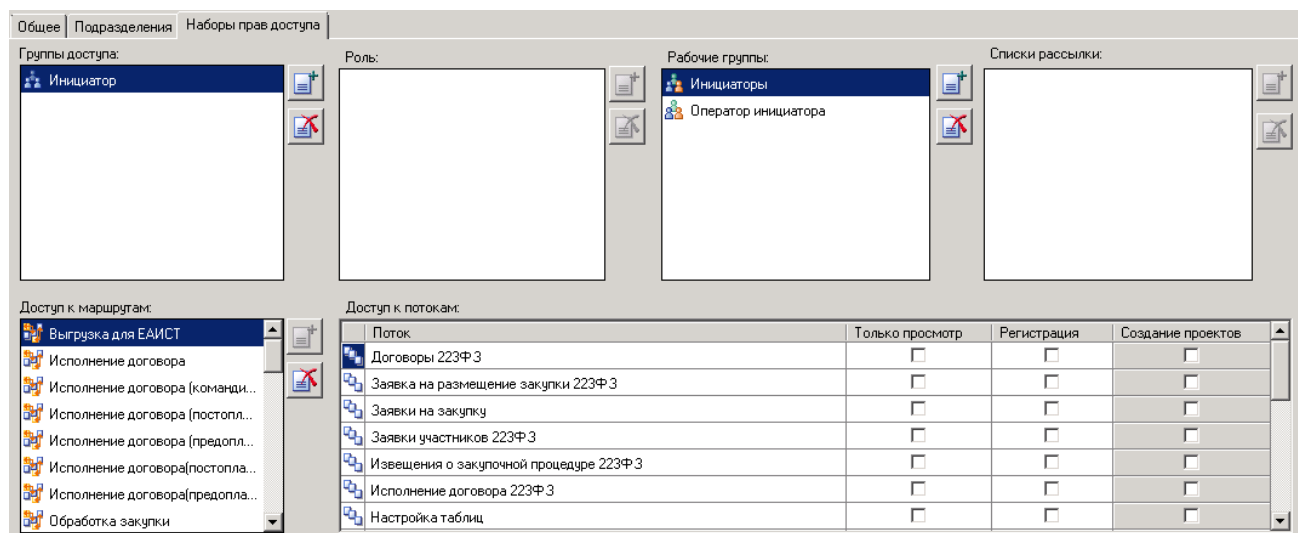 Общее
Подразделения
Наборы прав доступа
Группы доступа:
Роль:
Рабочие группы:
Списки рассылки:
Инициатор
Инициаторы
Оператор инициатора
Доступ к маршрутам:
Доступ к потокам:
Выгрузка для ЕАИСТ
Исполнение договора
Исполнение договора (команди...
Исполнение договора (постопл...
Исполнение договора (предопл...
Исполнение договора(постопла...
Исполнение договора(предопла...
Обработка закупки
Поток
Только просмотр
Регистрация
Создание проектов
Договоры 223ФЗ
Заявка на размещение закупки 223ФЗ
Заявки на закупку
Заявки участников 223ФЗ
Извещения о закупочной процедуре 223ФЗ
Исполнение договора 223ФЗ
Настройка таблиц